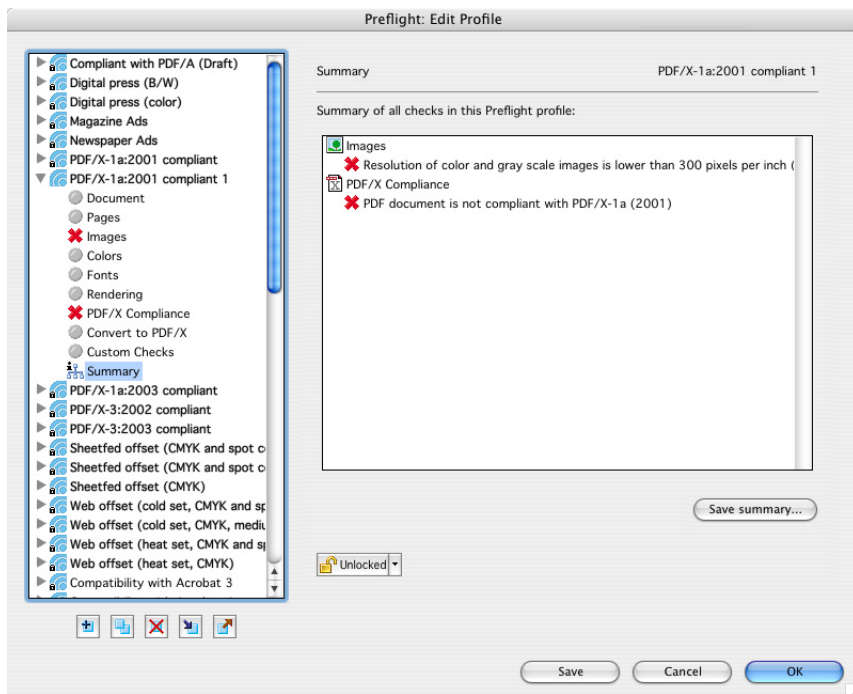 Preflight: Edit Profile
Compliant with PDF/A (Draft)
Digital press (B/W)
Digital press (color)
Magazine Ads
Newspaper Ads
PDF/X-1a:2001 compliant
PDF/X-1a:2001 compliant 1
Document
Pages
Images
Colors
Fonts
Rendering
PDF/X Compliance
Convert to PDF/X
Custom Checks
Summary
PDF/X-1a:2003 compliant
PDF/X-3:2002 compliant
PDF/X-3:2003 compliant
Sheetfed offset (CMYK and spot c
Sheetfed offset (CMYK and spot c
Sheetfed offset (CMYK)
Web offset (cold set, CMYK and sp
Web offset (cold set, CMYK, mediu
Web offset (heat set, CMYK and sp
Web offset (heat set, CMYK)
Compatibility with Acrobat 3
Summary PDF/X-1a:2001 compliant 1
Summary of all checks in this Preflight profile:
Images
Resolution of color and gray scale images is lower than 300 pixels per inch (
PDF/X Compliance
PDF document is not compliant with PDF/X-1a (2001)
Save summary...
Unlocked
Save Cancel OK